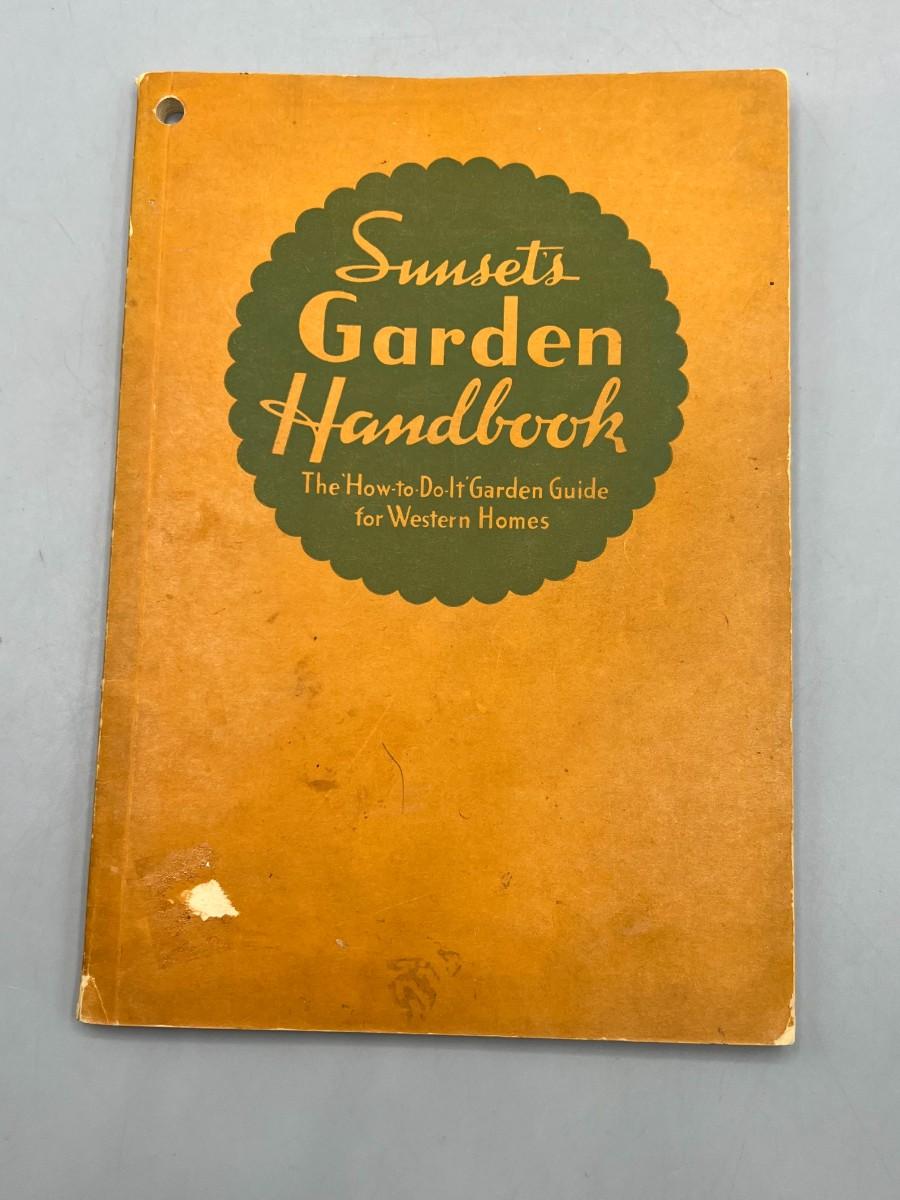 Sunset's
Garden
Handbook
The "How-to-Do-It" Garden Guide
for Western Homes